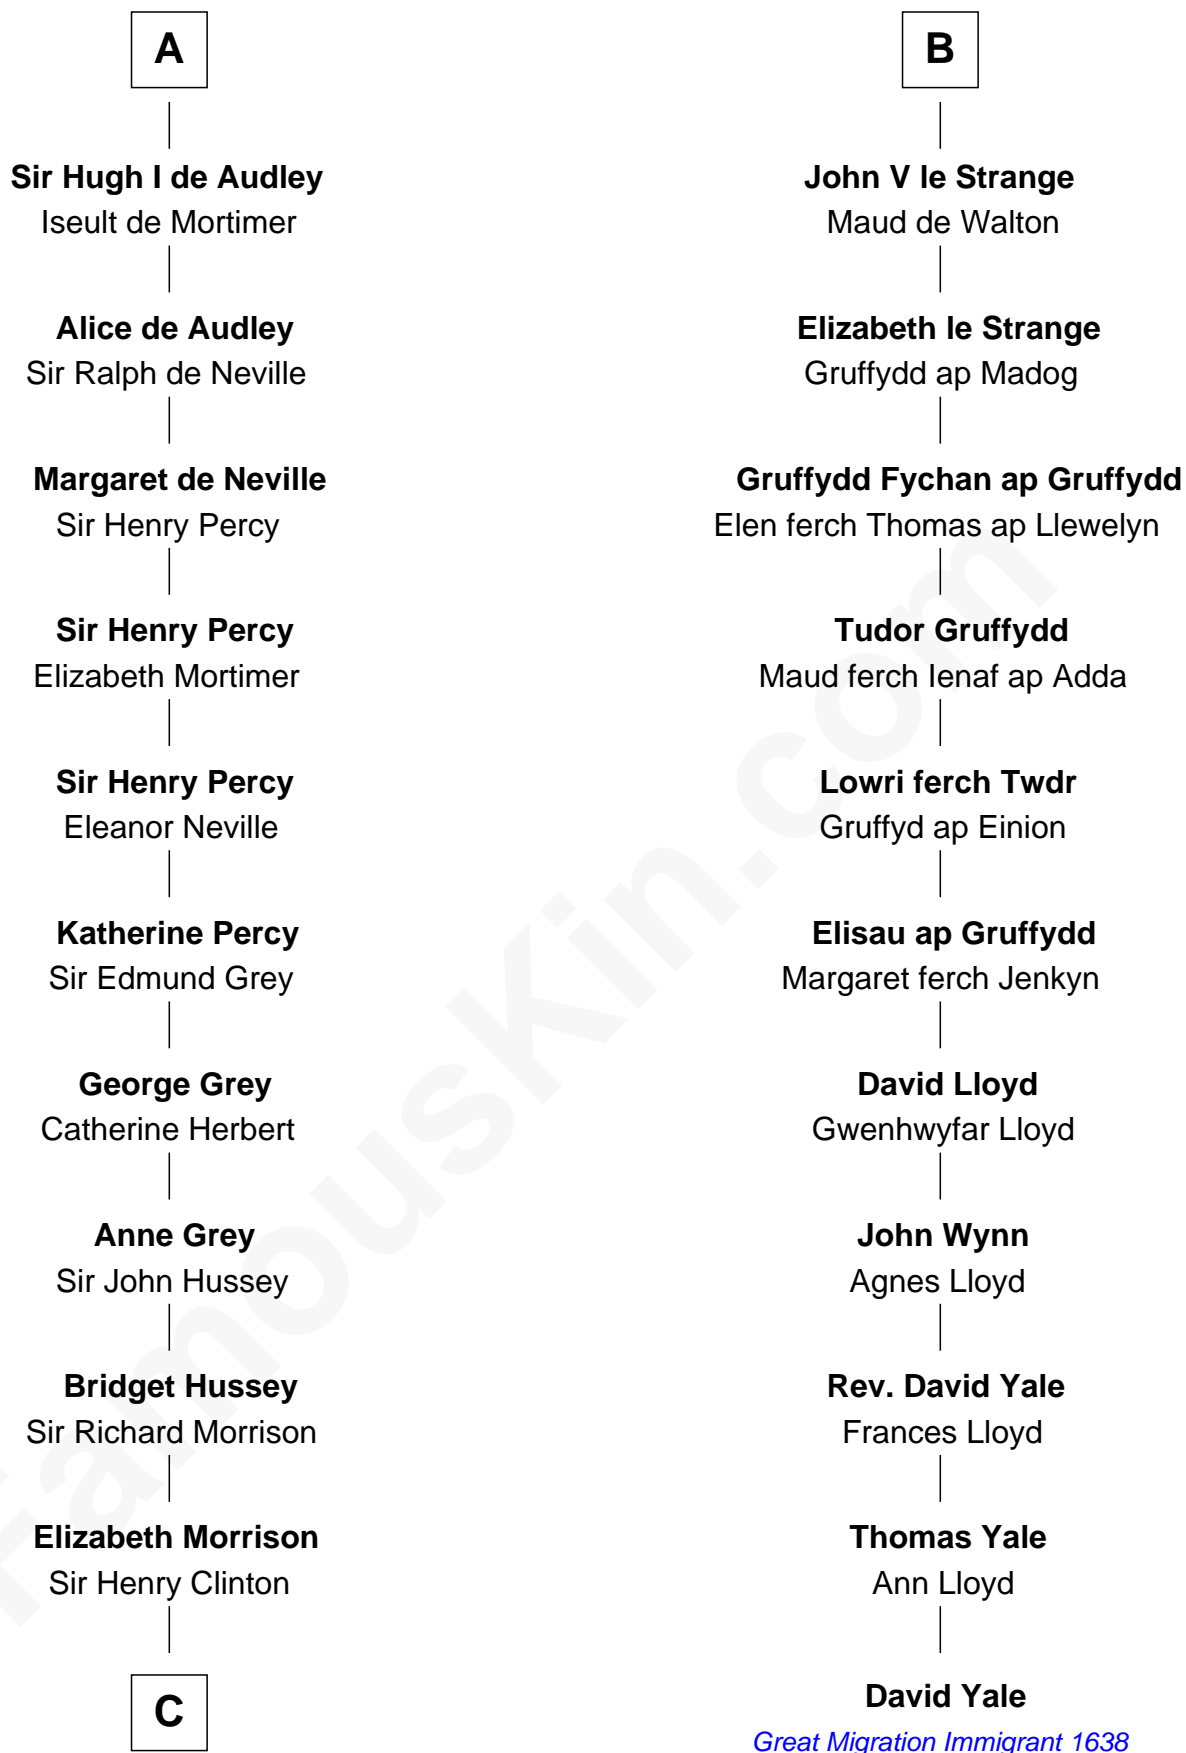 A
Sir Hugh I de Audley
Iseult de Mortimer
Alice de Audley
Sir Ralph de Neville
Margaret de Neville
Sir Henry Percy
Sir Henry Percy
Elizabeth Mortimer
Sir Henry Percy
Eleanor Neville
Katherine Percy
Sir Edmund Grey
George Grey
Catherine Herbert
Anne Grey
Sir John Hussey
Bridget Hussey
Sir Richard Morrison
Elizabeth Morrison
Sir Henry Clinton
C
B
John V le Strange
Maud de Walton
Elizabeth le Strange
Gruffydd ap Madog
Gruffydd Fychan ap Gruffydd
Elen ferch Thomas ap Llewelyn
Tudor Gruffydd
Maud ferch Ienaf ap Adda
Lowri ferch Twdr
Gruffyd ap Einion
Elisau ap Gruffydd
Margaret ferch Jenkyn
David Lloyd
Gwenhwyfar Lloyd
John Wynn
Agnes Lloyd
Rev. David Yale
Frances Lloyd
Thomas Yale
Ann Lloyd
David Yale
Great Migration Immigrant 1638
FamousKin.com